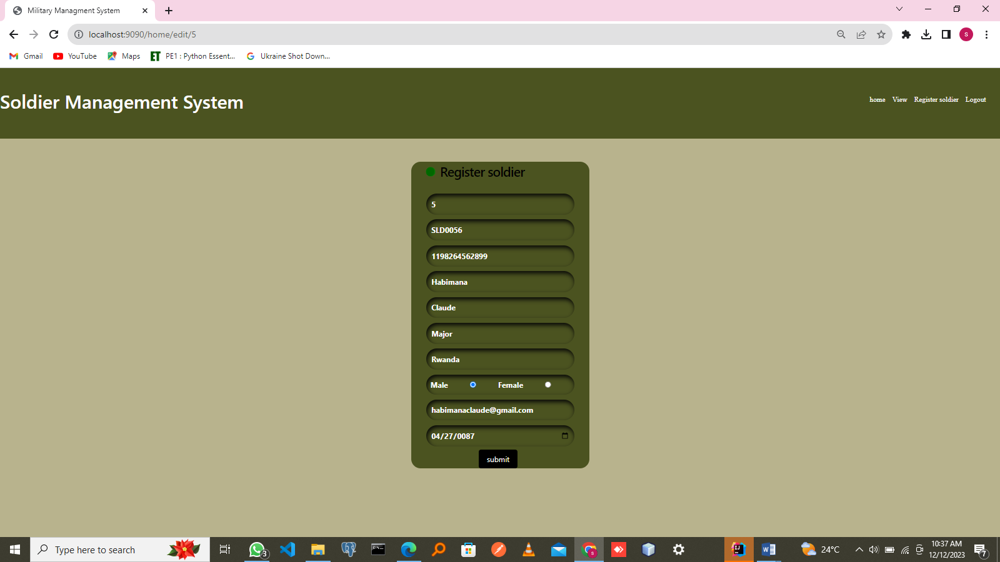 Military Managment System
localhost:9090/home/edit/5
S
Gmail YouTube Maps ET PE1 : Python Essent... Ukraine Shot Down...
Soldier Management System
home View Register soldier Logout
Register soldier
5
SLD0056
1198264562899
Habimana
Claude
Major
Rwanda
Male Female
habimanaclaude@gmail.com
04/27/0087
submit
Type here to search
3
S
IJ
W
24°C
10:37 AM
12/12/2023
7